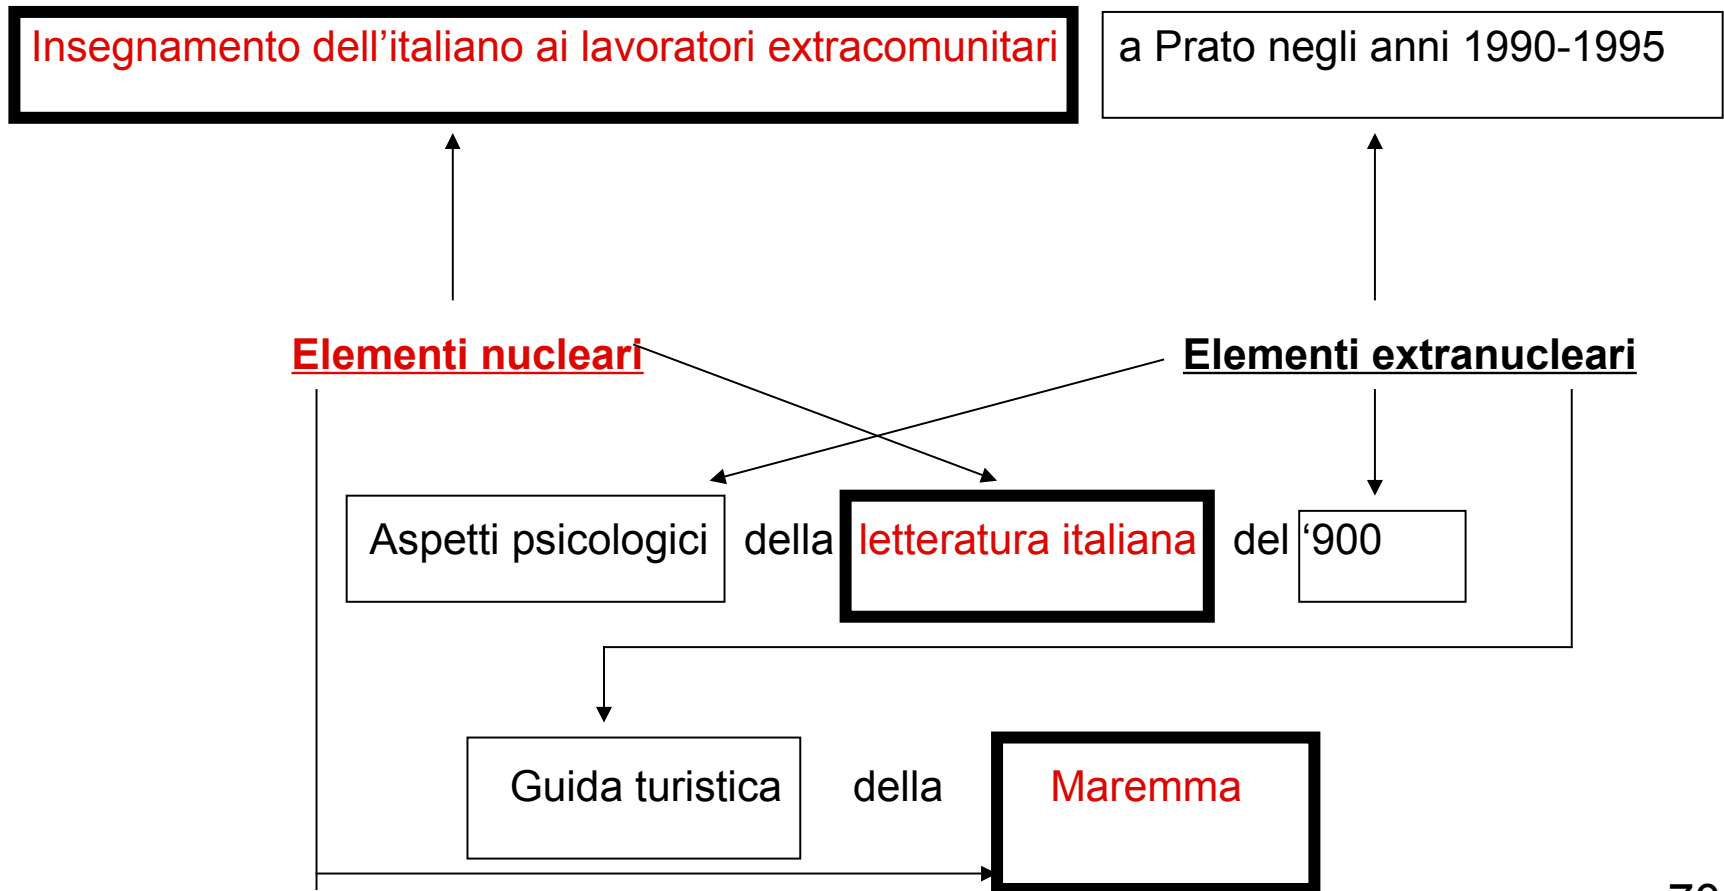 Insegnamento dell’italiano ai lavoratori extracomunitari a Prato negli anni 1990-1995
Elementi nucleari Elementi extranucleari
Aspetti psicologici della letteratura italiana del ‘900
Guida turistica della Maremma